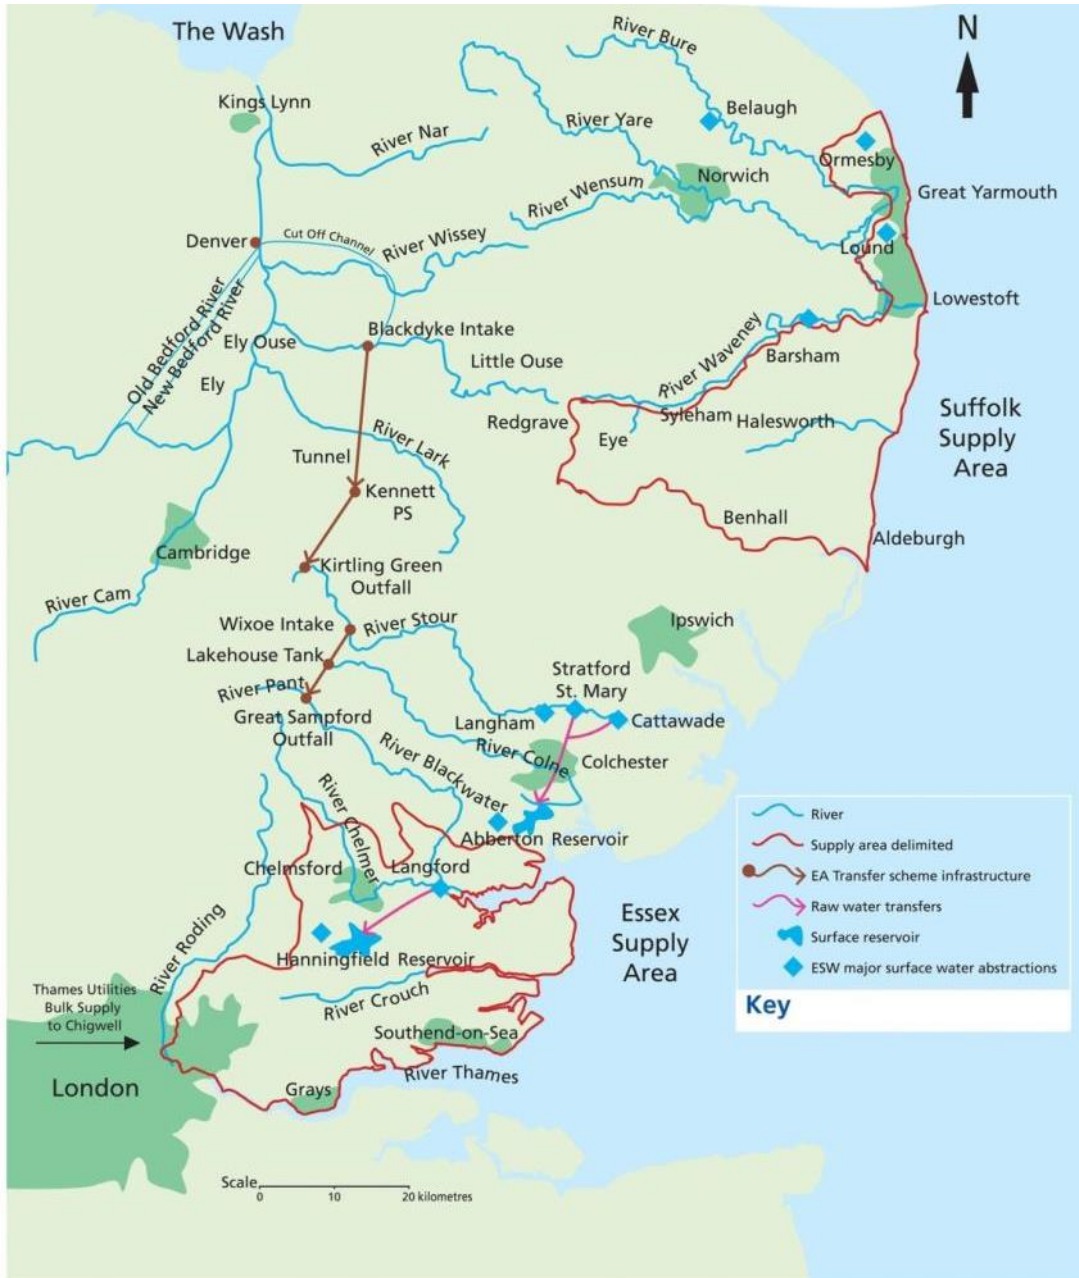 The Wash
River Bure
N
Kings Lynn
River Nar
River Yare
Belaugh
Ormesby
Norwich
River Wensum
Great Yarmouth
Denver
Cut Off Channel
River Wissey
Lound
Old Bedford River
New Bedford River
Lowestoft
Ely Ouse
Blackdyke Intake
Little Ouse
River Waveney
Barsham
Ely
Redgrave
Syleham
Halesworth
Eye
Suffolk
Supply
Area
River Lark
Tunnel
Kennett
PS
Benhall
Aldeburgh
Cambridge
Kirtling Green
Outfall
River Cam
Wixoe Intake
River Stour
Ipswich
Lakehouse Tank
Stratford
St. Mary
River Pant
Great Sampford
Outfall
Langham
Cattawade
River Colne
Colchester
River Blackwater
River Chelmer
Abberton Reservoir
Chelmsford
Langford
River Roding
Essex
Supply
Area
Hanningfield Reservoir
River Crouch
Thames Utilities
Bulk Supply
to Chigwell
Southend-on-Sea
London
River Thames
Grays
Scale
0 10 20 kilometres
River
Supply area delimited
EA Transfer scheme infrastructure
Raw water transfers
Surface reservoir
ESW major surface water abstractions
Key